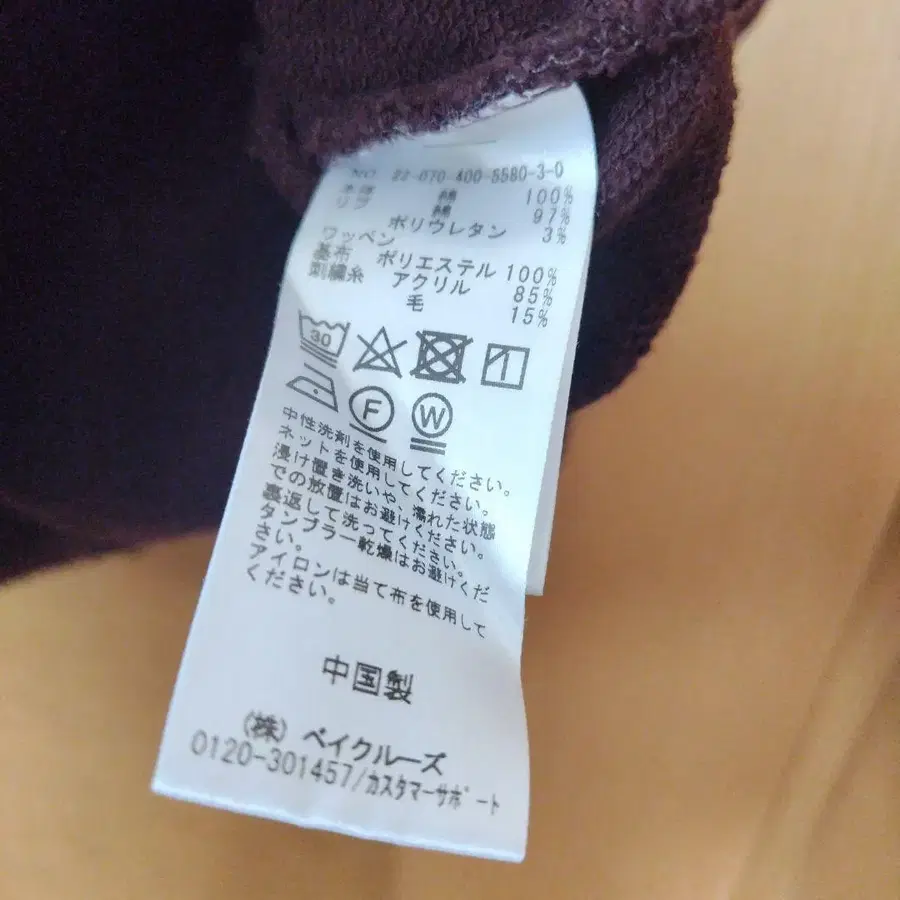 NO 22-070-400-5580-3-0
本体 綿 100%
リブ 綿 97%
ポリウレタン 3%
ワッペン
基布 ポリエステル 100%
刺繍糸 アクリル 85%
毛 15%
30
F W
中性洗剤を使用してください。
ネットを使用してください。
浸け置き洗いや、濡れた状態
での放置はお避けください。
裏返して洗ってください。
タンブラー乾燥はお避けくだ
さい。
アイロンは当て布を使用して
ください。
中国製
(株) ベイクルーズ
0120-301457/カスタマーサポート